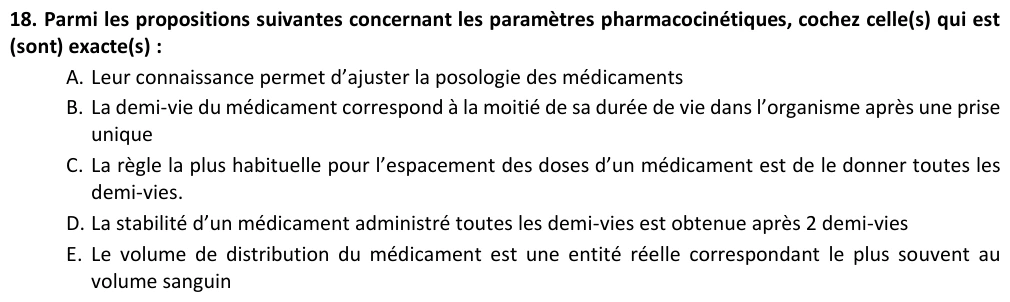 18. Parmi les propositions suivantes concernant les paramètres pharmacocinétiques, cochez celle(s) qui est
(sont) exacte(s) :
A. Leur connaissance permet d’ajuster la posologie des médicaments
B. La demi-vie du médicament correspond à la moitié de sa durée de vie dans l’organisme après une prise
unique
C. La règle la plus habituelle pour l’espacement des doses d’un médicament est de le donner toutes les
demi-vies.
D. La stabilité d’un médicament administré toutes les demi-vies est obtenue après 2 demi-vies
E. Le volume de distribution du médicament est une entité réelle correspondant le plus souvent au
volume sanguin